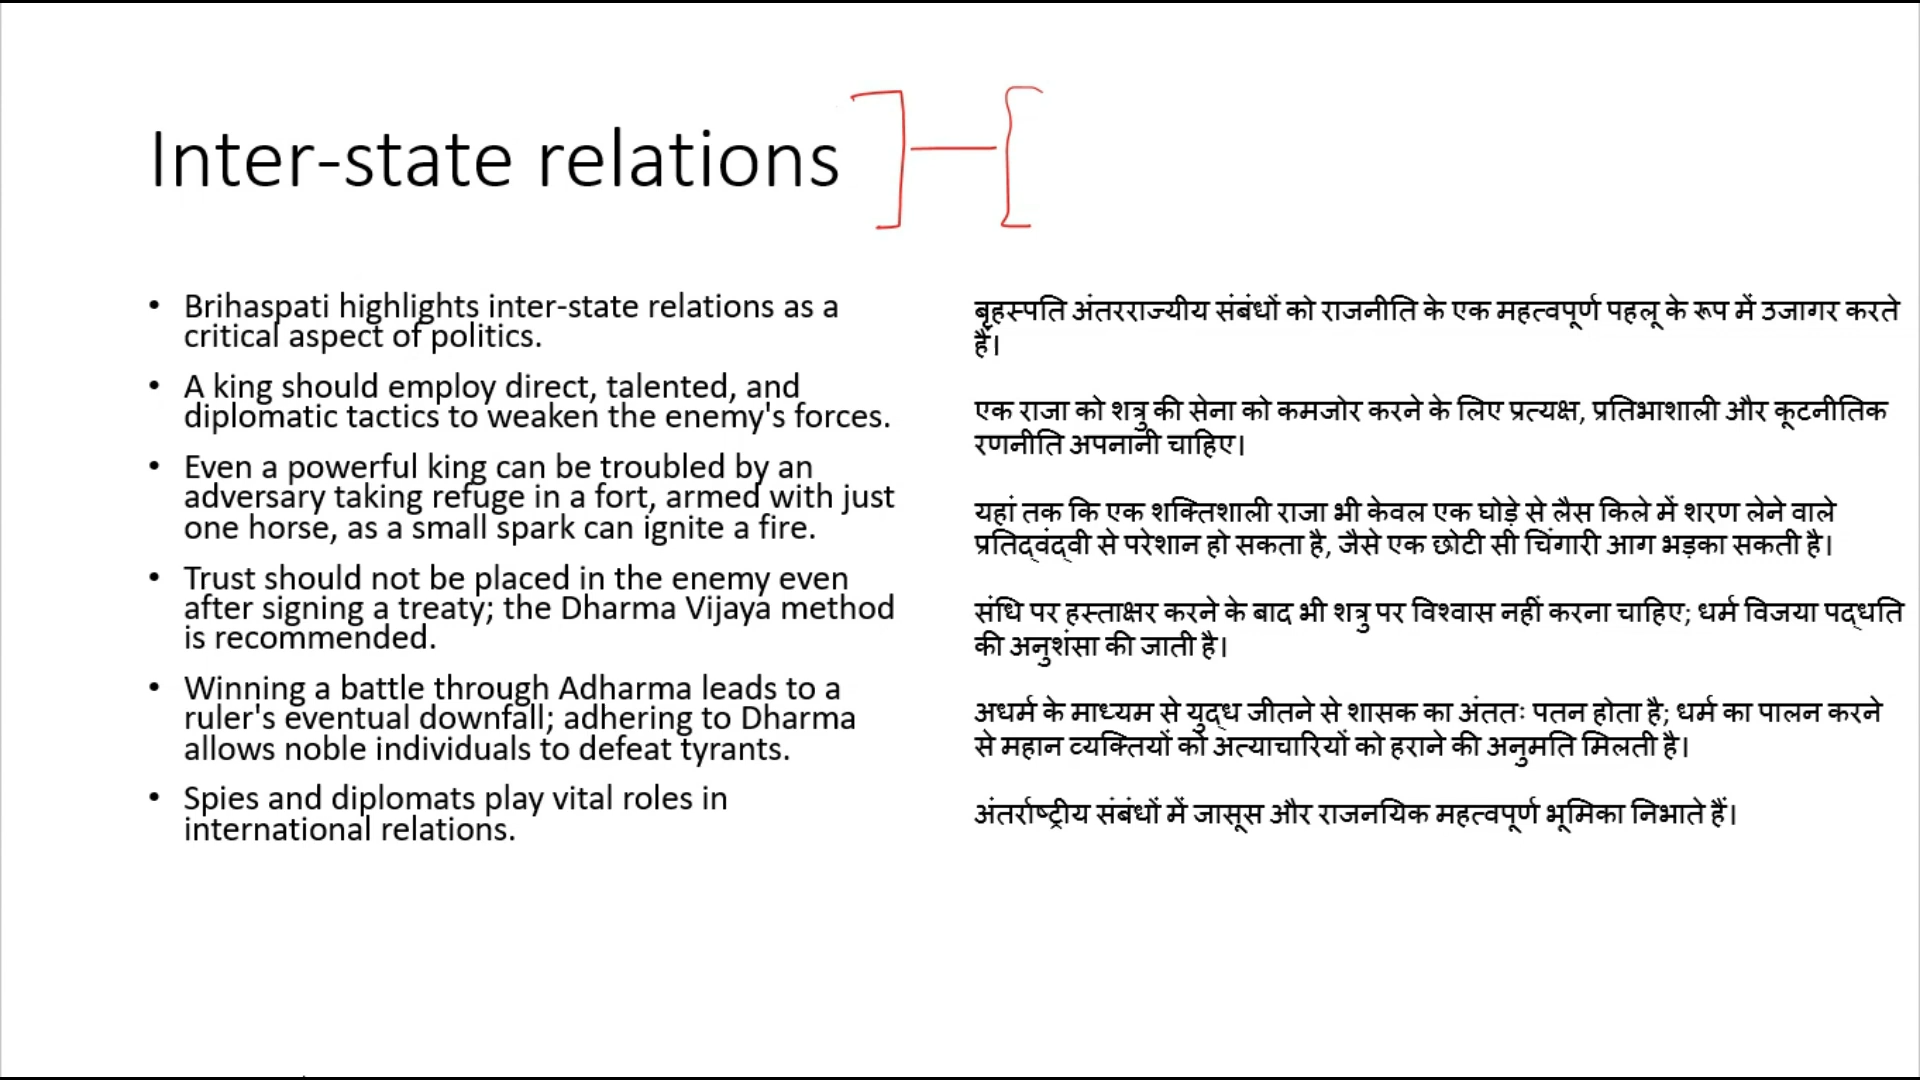 Inter-state relations
• Brihaspati highlights inter-state relations as a
critical aspect of politics.
• A king should employ direct, talented, and
diplomatic tactics to weaken the enemy's forces.
• Even a powerful king can be troubled by an
adversary taking refuge in a fort, armed with just
one horse, as a small spark can ignite a fire.
• Trust should not be placed in the enemy even
after signing a treaty; the Dharma Vijaya method
is recommended.
• Winning a battle through Adharma leads to a
ruler's eventual downfall; adhering to Dharma
allows noble individuals to defeat tyrants.
• Spies and diplomats play vital roles in
international relations.
बृहस्पति अंतरराज्यीय संबंधों को राजनीति के एक महत्वपूर्ण पहलू के रूप में उजागर करते
हैं।
एक राजा को शत्रु की सेना को कमजोर करने के लिए प्रत्यक्ष, प्रतिभाशाली और कूटनीतिक
रणनीति अपनानी चाहिए।
यहां तक कि एक शक्तिशाली राजा भी केवल एक घोड़े से लैस किले में शरण लेने वाले
प्रतिद्वंद्वी से परेशान हो सकता है, जैसे एक छोटी सी चिंगारी आग भड़का सकती है।
संधि पर हस्ताक्षर करने के बाद भी शत्रु पर विश्वास नहीं करना चाहिए; धर्म विजया पद्धति
की अनुशंसा की जाती है।
अधर्म के माध्यम से युद्ध जीतने से शासक का अंततः पतन होता है; धर्म का पालन करने
से महान व्यक्तियों को अत्याचारियों को हराने की अनुमति मिलती है।
अंतर्राष्ट्रीय संबंधों में जासूस और राजनयिक महत्वपूर्ण भूमिका निभाते हैं।